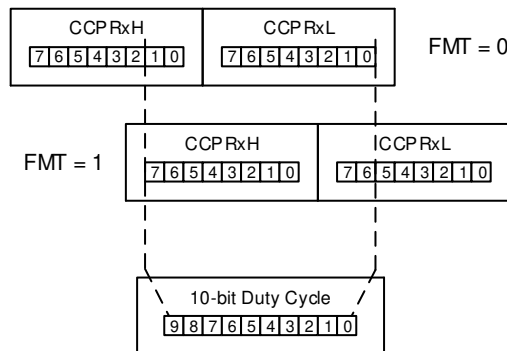 CCPRxH CCPRxL
7 6 5 4 3 2 1 0 7 6 5 4 3 2 1 0 FMT = 0
CCPRxH CCPRxL
FMT = 1 7 6 5 4 3 2 1 0 7 6 5 4 3 2 1 0
10-bit Duty Cycle
9 8 7 6 5 4 3 2 1 0